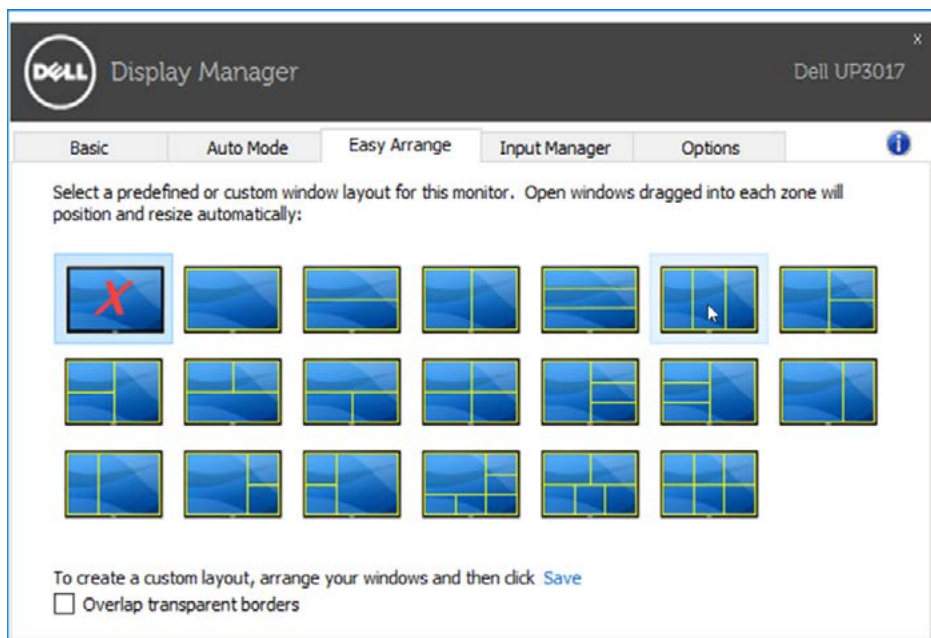 X
DELL
Display Manager
Dell UP3017
Basic
Auto Mode
Easy Arrange
Input Manager
Options
i
Select a predefined or custom window layout for this monitor. Open windows dragged into each zone will
position and resize automatically:
X
To create a custom layout, arrange your windows and then click Save
Overlap transparent borders